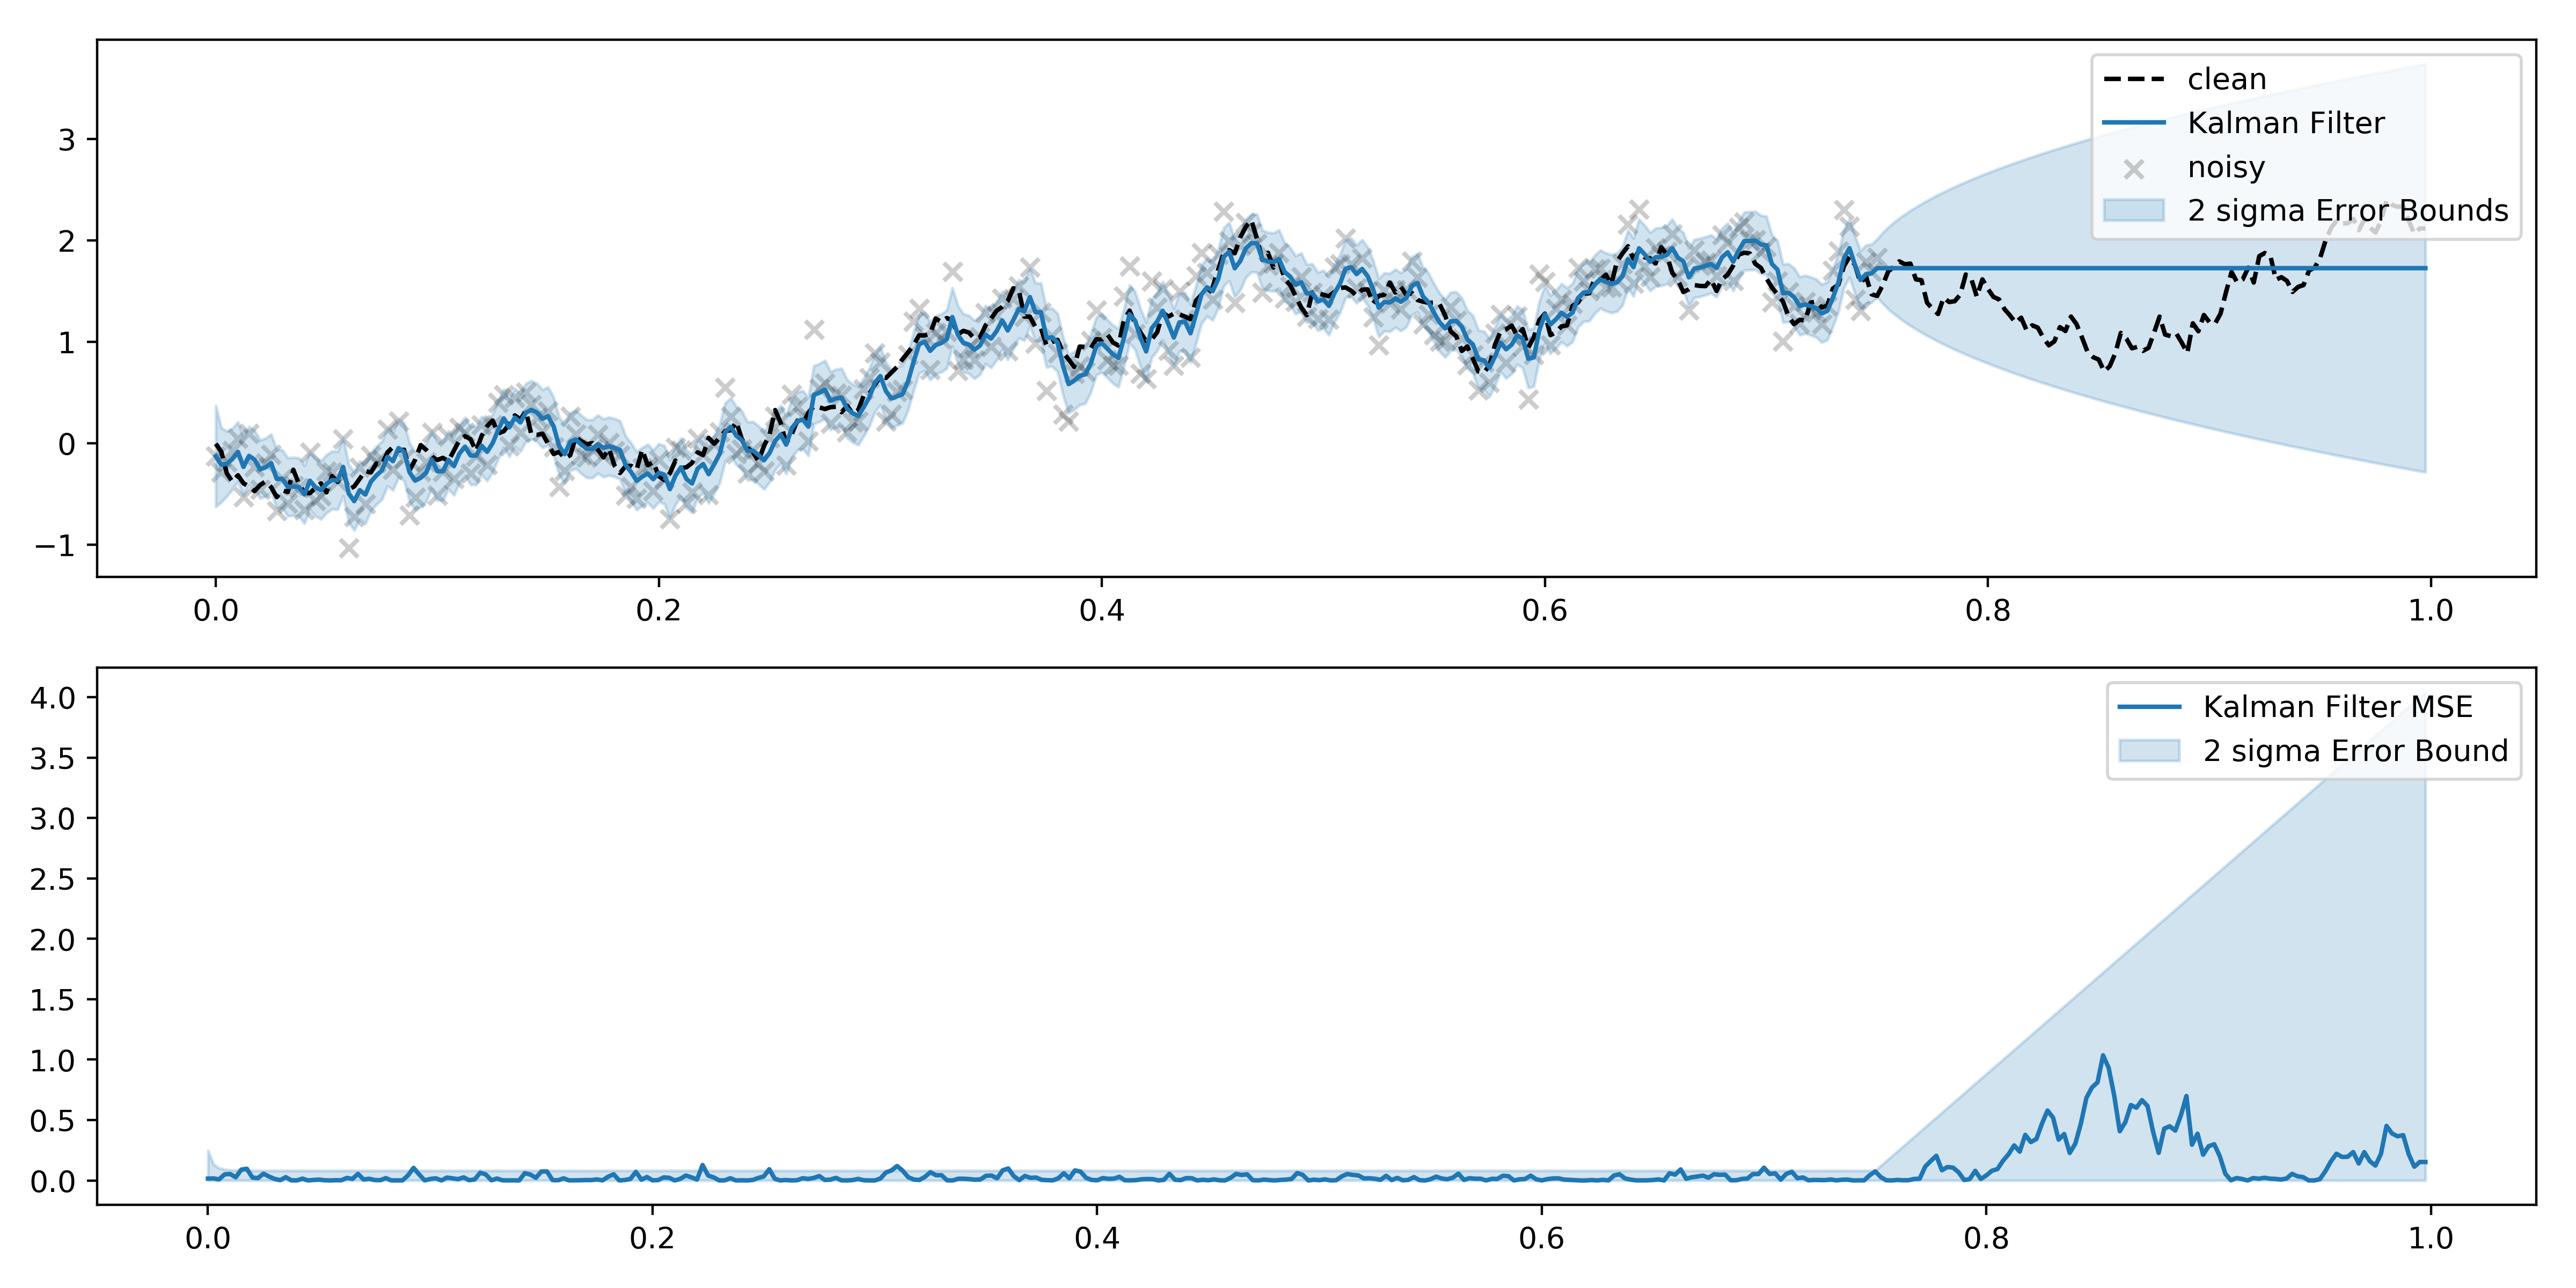 clean
Kalman Filter
noisy
2 sigma Error Bounds
3
2
1
0
−1
0.0 0.2 0.4 0.6 0.8 1.0
Kalman Filter MSE
2 sigma Error Bound
4.0
3.5
3.0
2.5
2.0
1.5
1.0
0.5
0.0
0.0 0.2 0.4 0.6 0.8 1.0